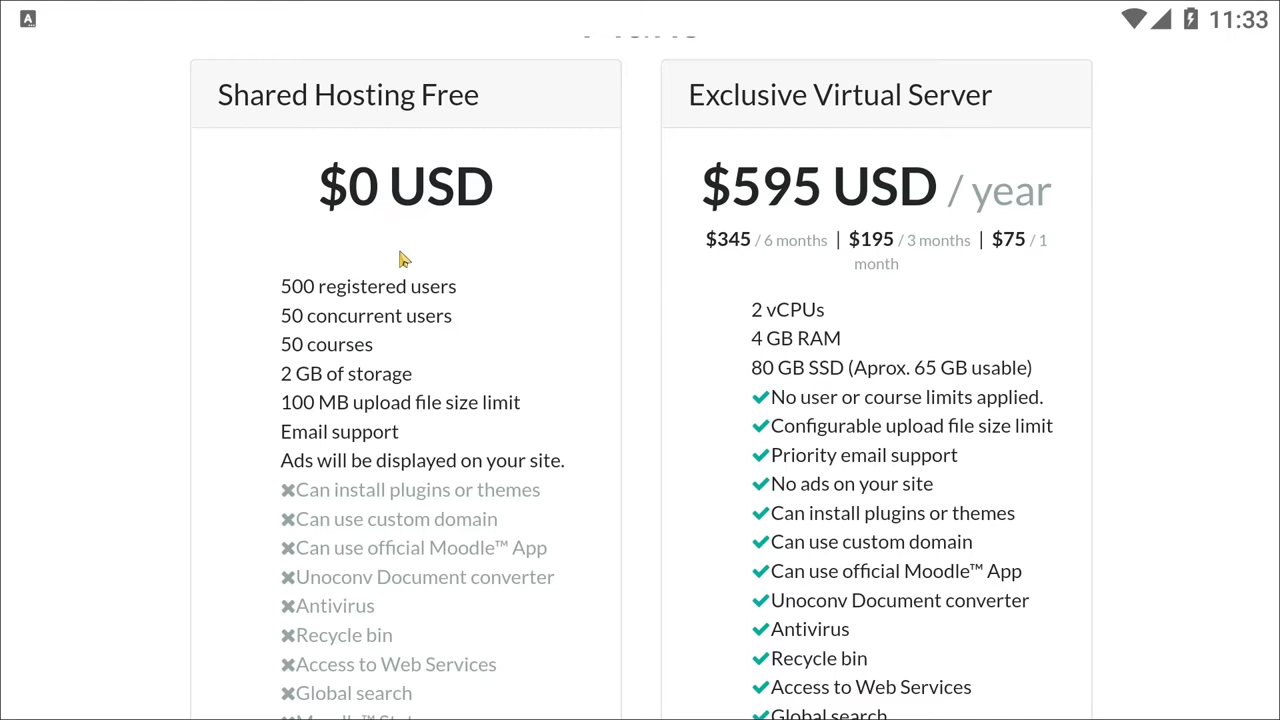 11:33
Shared Hosting Free
$0 USD
500 registered users
50 concurrent users
50 courses
2 GB of storage
100 MB upload file size limit
Email support
Ads will be displayed on your site.
Can install plugins or themes
Can use custom domain
Can use official Moodle™ App
Unoconv Document converter
Antivirus
Recycle bin
Access to Web Services
Global search
Exclusive Virtual Server
$595 USD / year
$345 / 6 months | $195 / 3 months | $75 / 1
month
2 vCPUs
4 GB RAM
80 GB SSD (Aprox. 65 GB usable)
No user or course limits applied.
Configurable upload file size limit
Priority email support
No ads on your site
Can install plugins or themes
Can use custom domain
Can use official Moodle™ App
Unoconv Document converter
Antivirus
Recycle bin
Access to Web Services
Global search